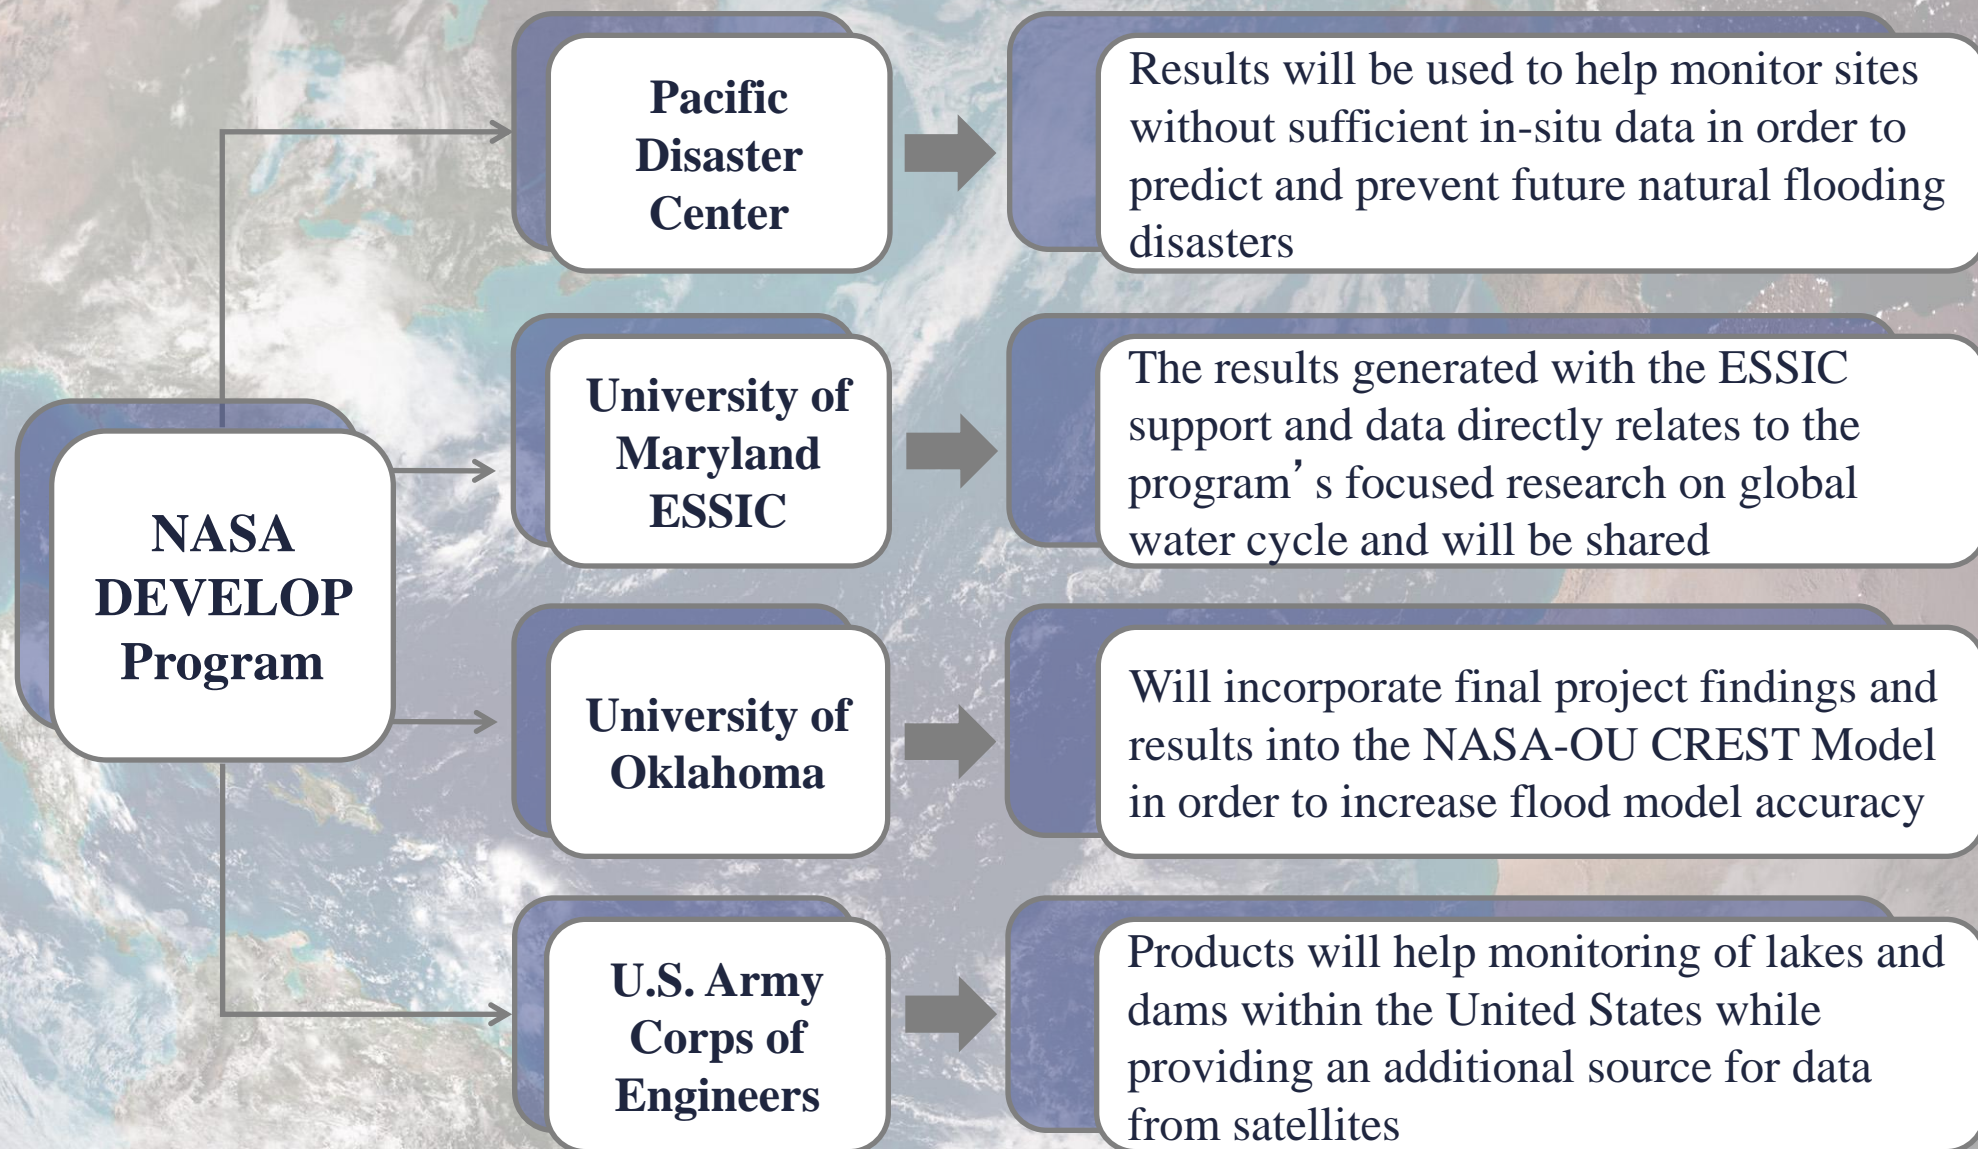 NASA
DEVELOP
Program
Pacific
Disaster
Center
Results will be used to help monitor sites
without sufficient in-situ data in order to
predict and prevent future natural flooding
disasters
University of
Maryland
ESSIC
The results generated with the ESSIC
support and data directly relates to the
program’s focused research on global
water cycle and will be shared
University of
Oklahoma
Will incorporate final project findings and
results into the NASA-OU CREST Model
in order to increase flood model accuracy
U.S. Army
Corps of
Engineers
Products will help monitoring of lakes and
dams within the United States while
providing an additional source for data
from satellites